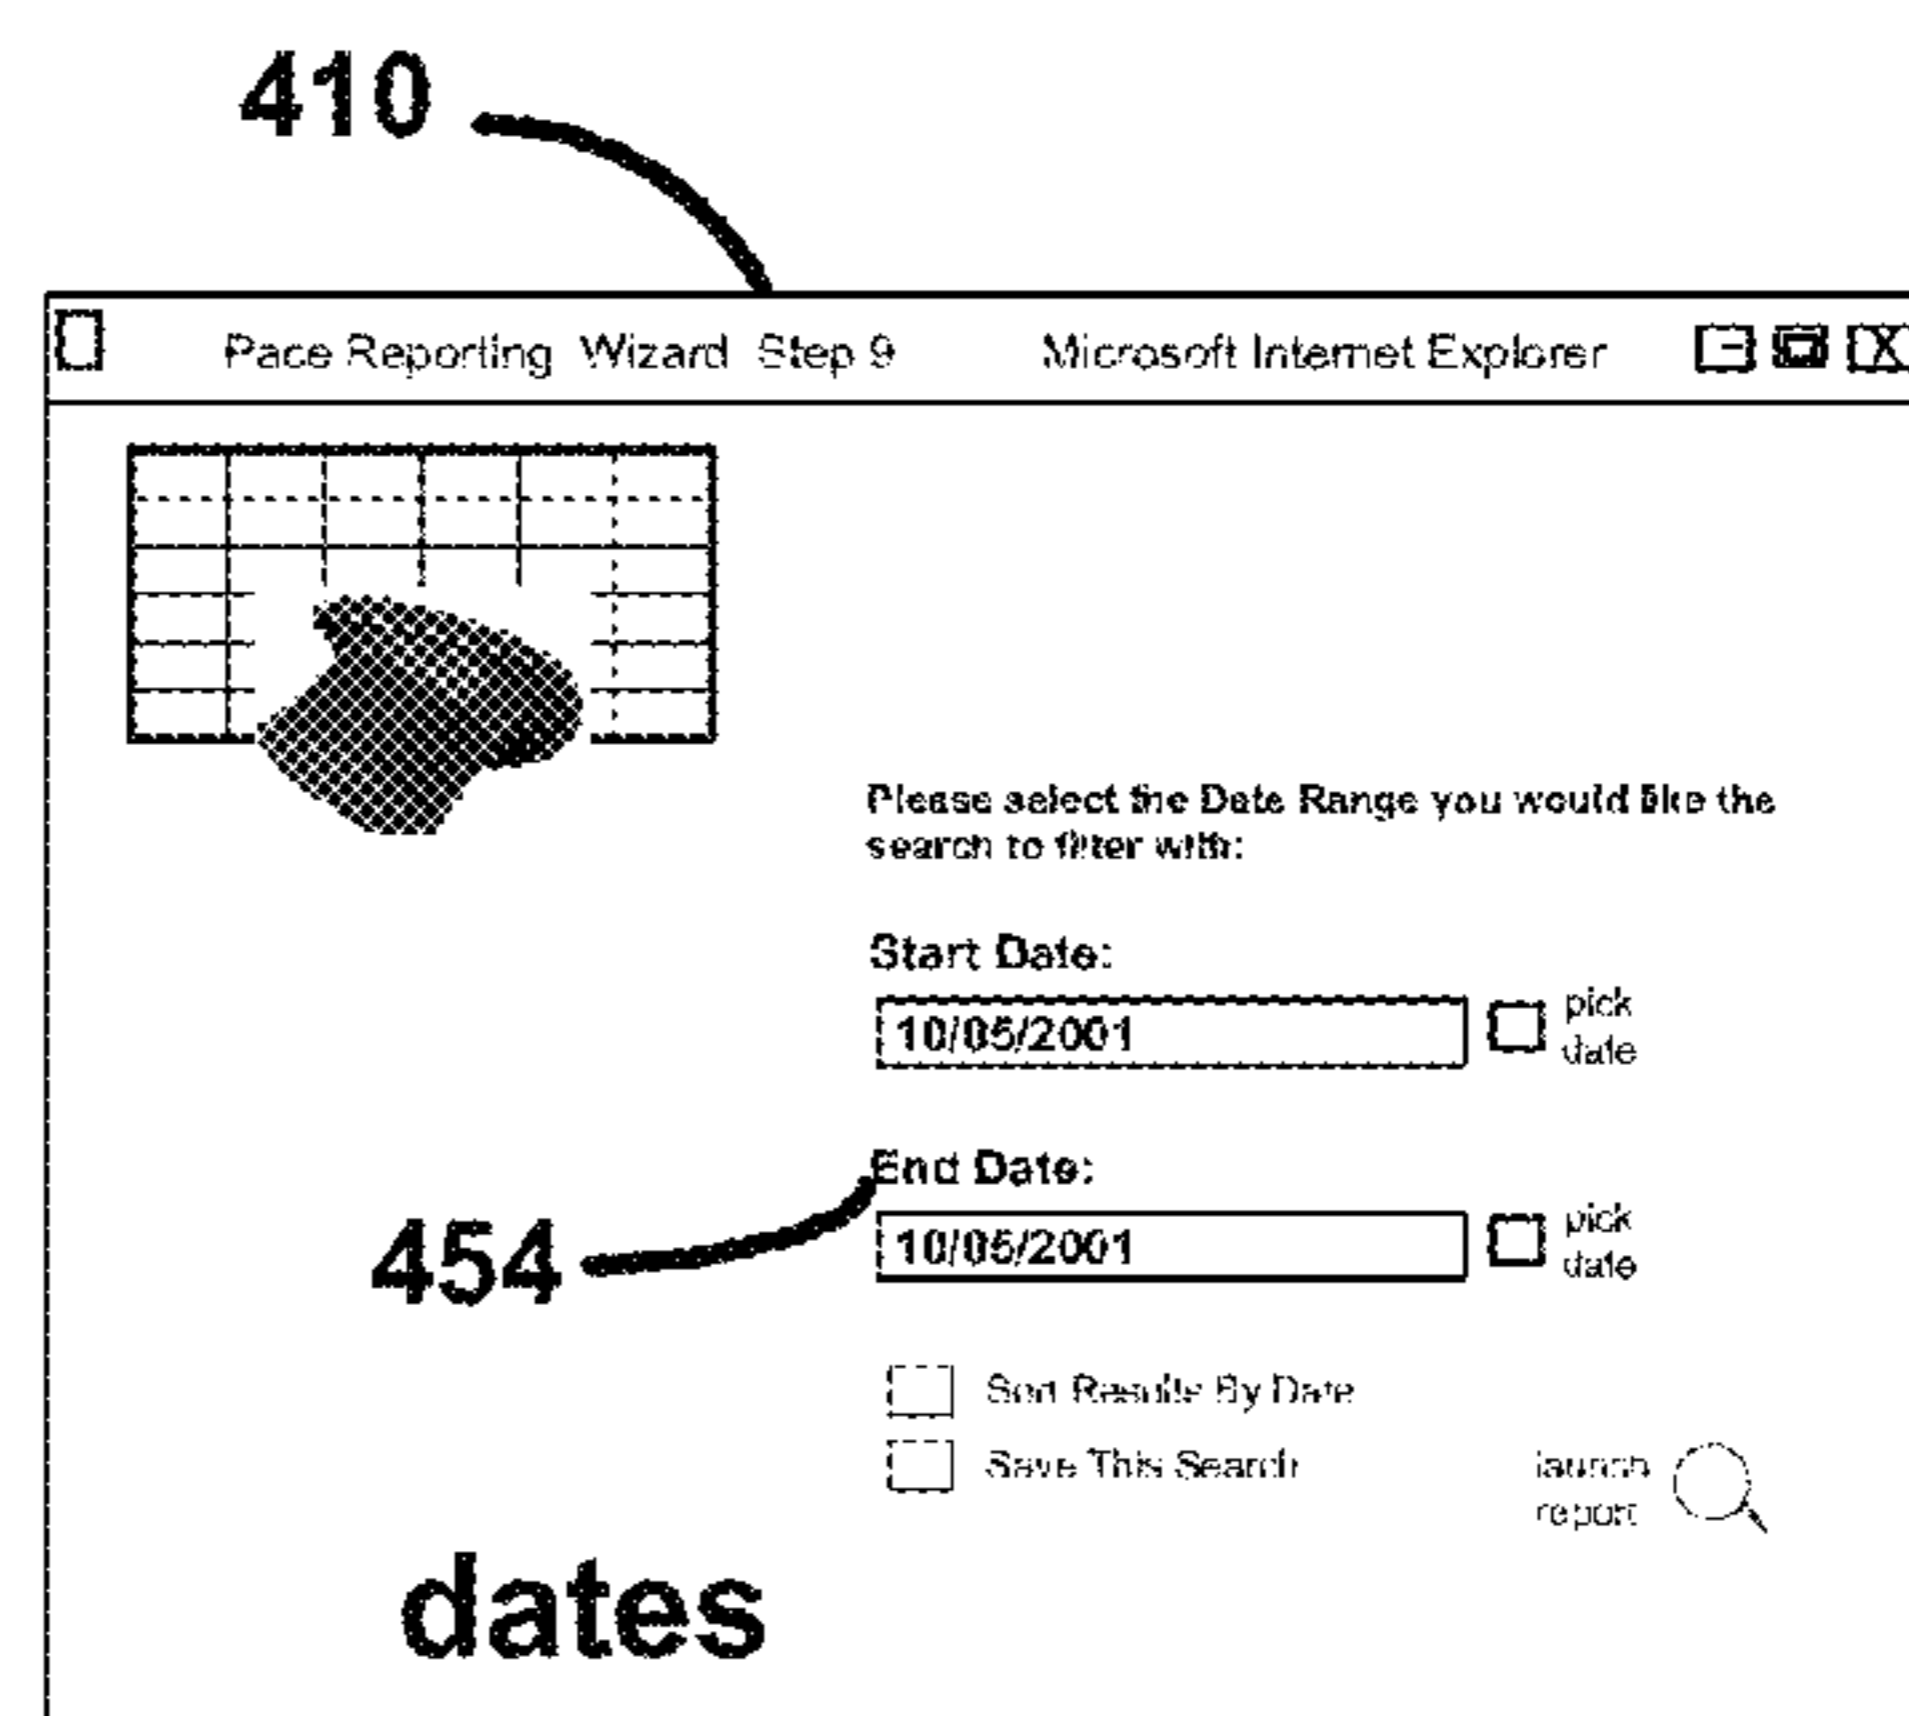 410
Pace Reporting Wizard Step 9 Microsoft Internet Explorer X
Please select the Date Range you would like the
search to filter with:
Start Date:
10/05/2001
pick
date
End Date:
454
10/05/2001
pick
date
Sort Results By Date
Save This Search
launch
report
dates